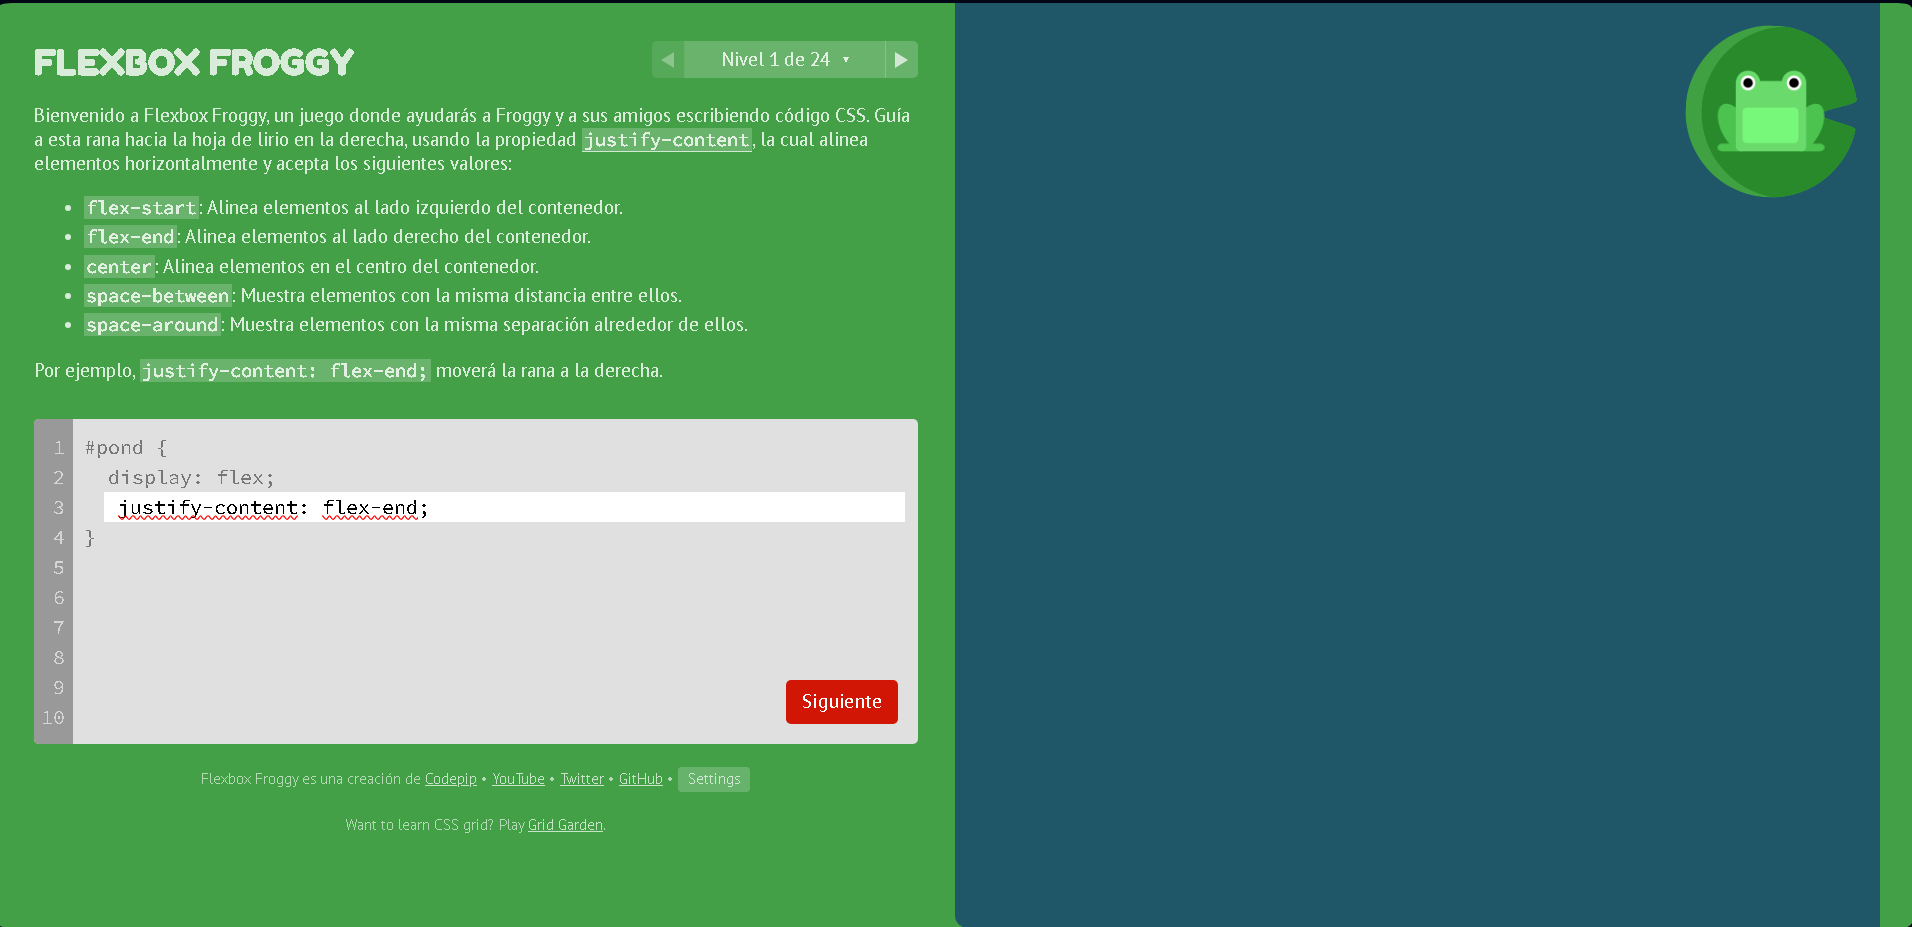 FLEXBOX FROGGY
◀ Nivel 1 de 24 ▾ ▶
Bienvenido a Flexbox Froggy, un juego donde ayudarás a Froggy y a sus amigos escribiendo código CSS. Guía
a esta rana hacia la hoja de lirio en la derecha, usando la propiedad justify-content, la cual alinea
elementos horizontalmente y acepta los siguientes valores:
• flex-start: Alinea elementos al lado izquierdo del contenedor.
• flex-end: Alinea elementos al lado derecho del contenedor.
• center: Alinea elementos en el centro del contenedor.
• space-between: Muestra elementos con la misma distancia entre ellos.
• space-around: Muestra elementos con la misma separación alrededor de ellos.
Por ejemplo, justify-content: flex-end; moverá la rana a la derecha.
1 #pond {
2 display: flex;
3 justify-content: flex-end;
4 }
5
6
7
8
9
10
Siguiente
Flexbox Froggy es una creación de Codepip • YouTube • Twitter • GitHub • Settings
Want to learn CSS grid? Play Grid Garden.